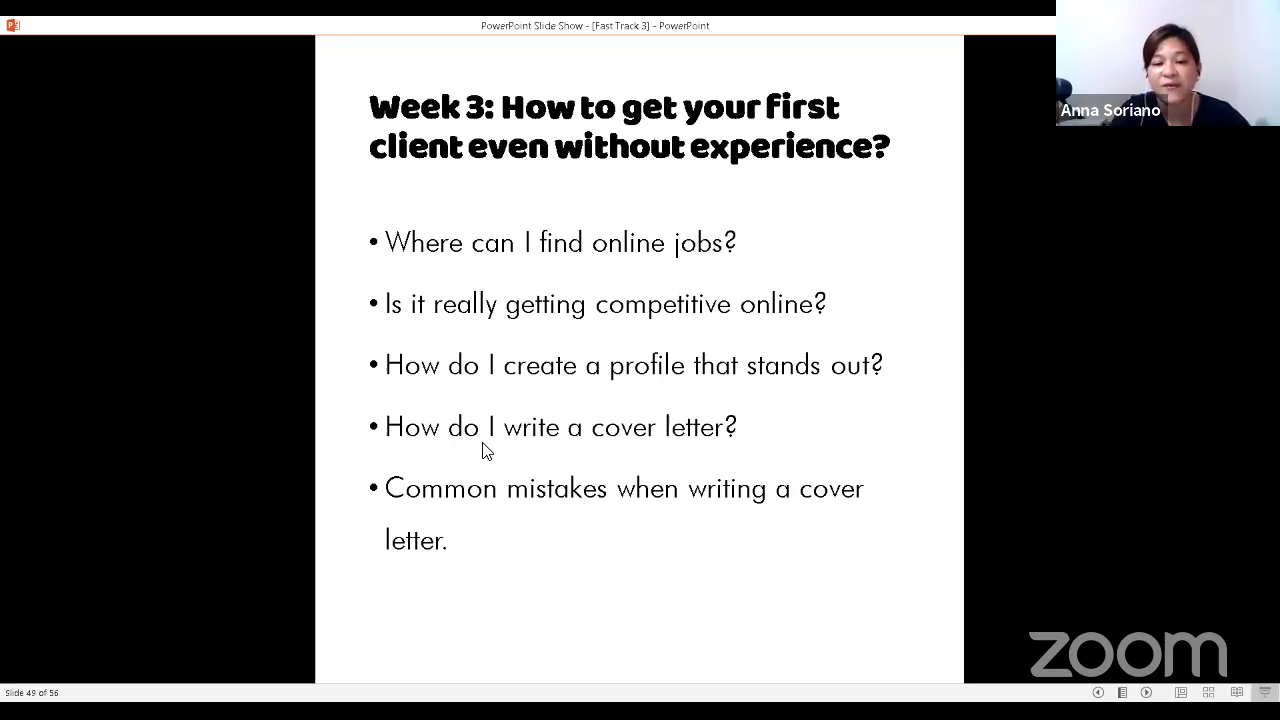 PowerPoint Slide Show - [Fast Track 3] - PowerPoint
Anna Soriano
Week 3: How to get your first
client even without experience?
• Where can I find online jobs?
• Is it really getting competitive online?
• How do I create a profile that stands out?
• How do I write a cover letter?
• Common mistakes when writing a cover
letter.
zoom
Slide 49 of 56